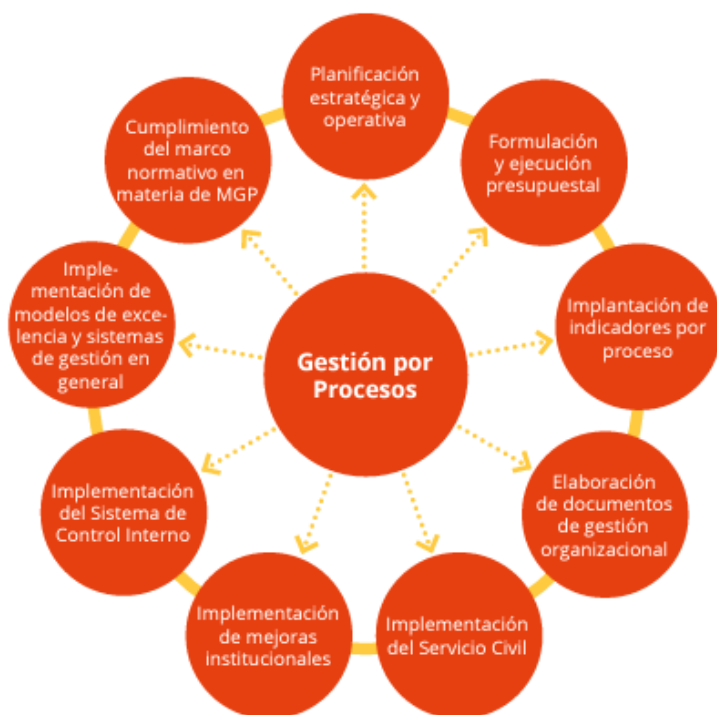 Planificación
estratégica y
operativa
Formulación
y ejecución
presupuestal
Implantación de
indicadores por
proceso
Elaboración
de documentos
de gestión
organizacional
Implementación
del Servicio Civil
Implementación
de mejoras
institucionales
Implementación
del Sistema de
Control Interno
Imple-
mentación de
modelos de exce-
lencia y sistemas
de gestión en
general
Cumplimiento
del marco
normativo en
materia de MGP
Gestión por
Procesos